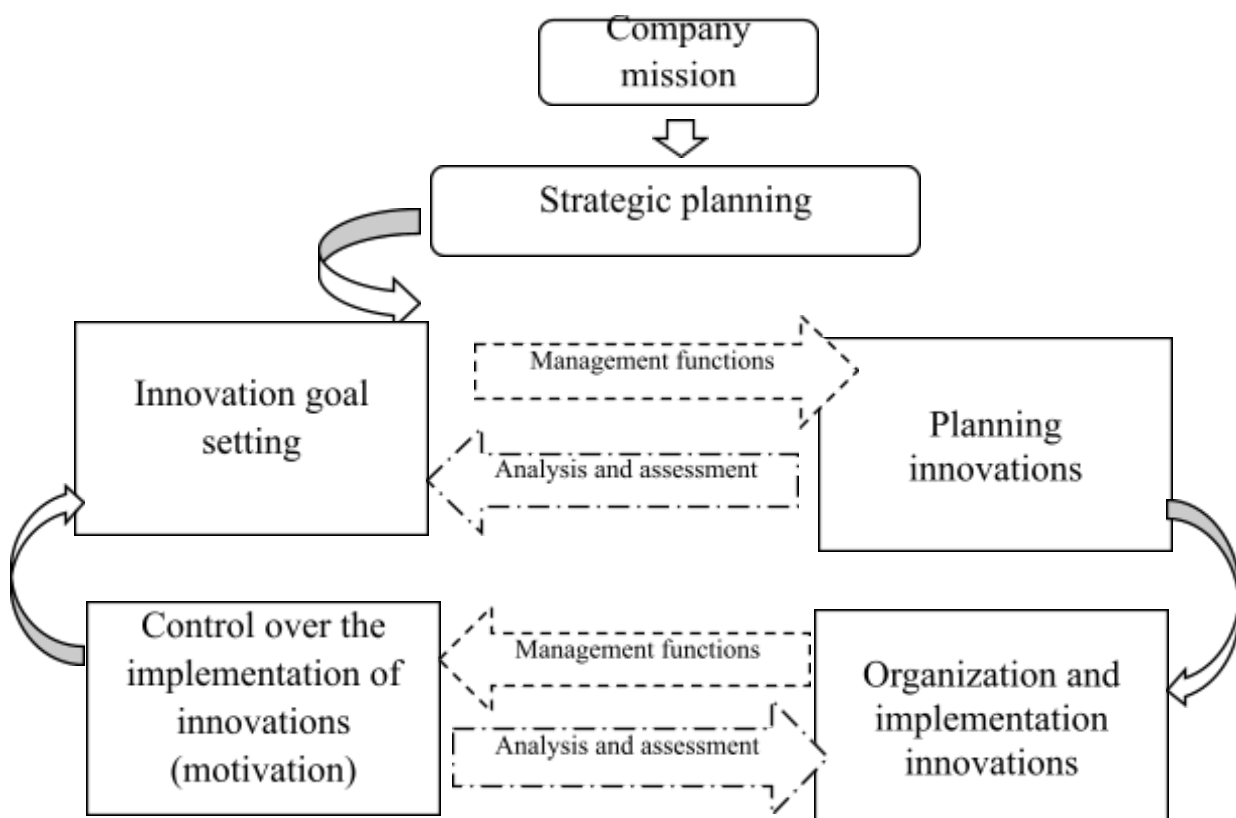 Company
mission
Strategic planning
Innovation goal
setting
Management functions
Analysis and assessment
Planning
innovations
Control over the
implementation of
innovations
(motivation)
Management functions
Analysis and assessment
Organization and
implementation
innovations